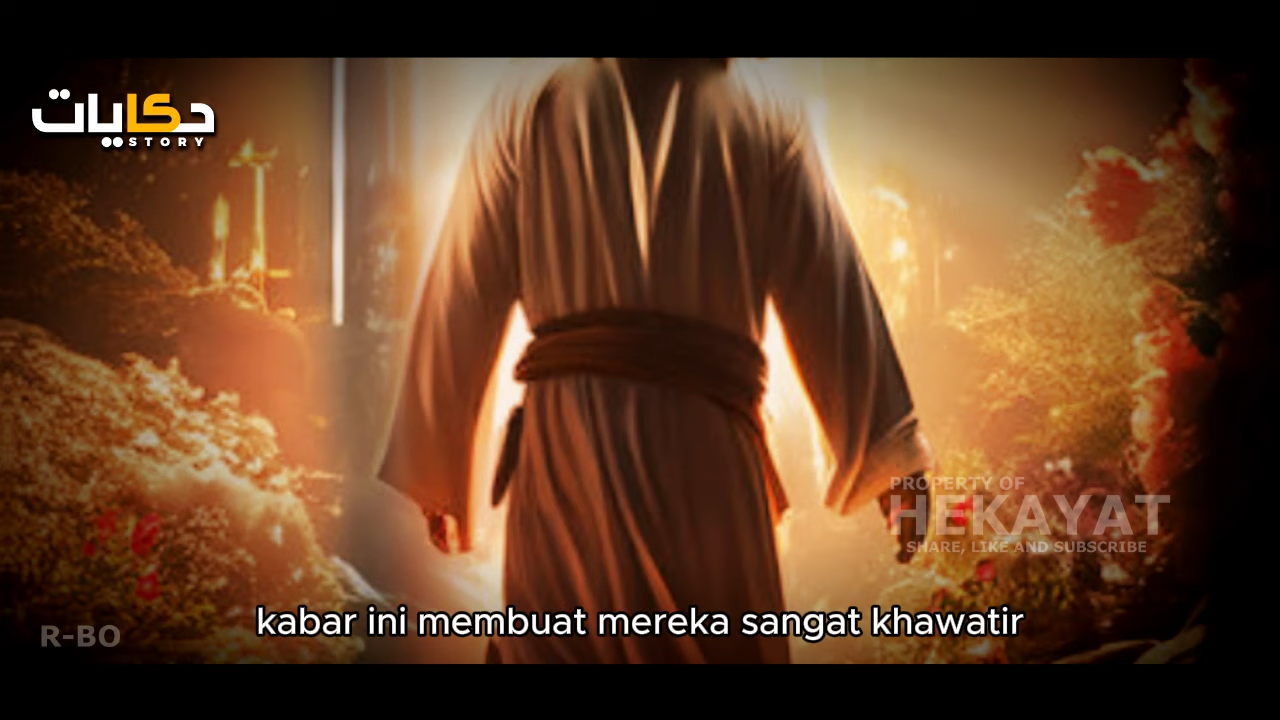 حكايات
STORY
PROPERTY OF
HEKAYAT
SHARE, LIKE AND SUBSCRIBE
kabar ini membuat mereka sangat khawatir
R-BO